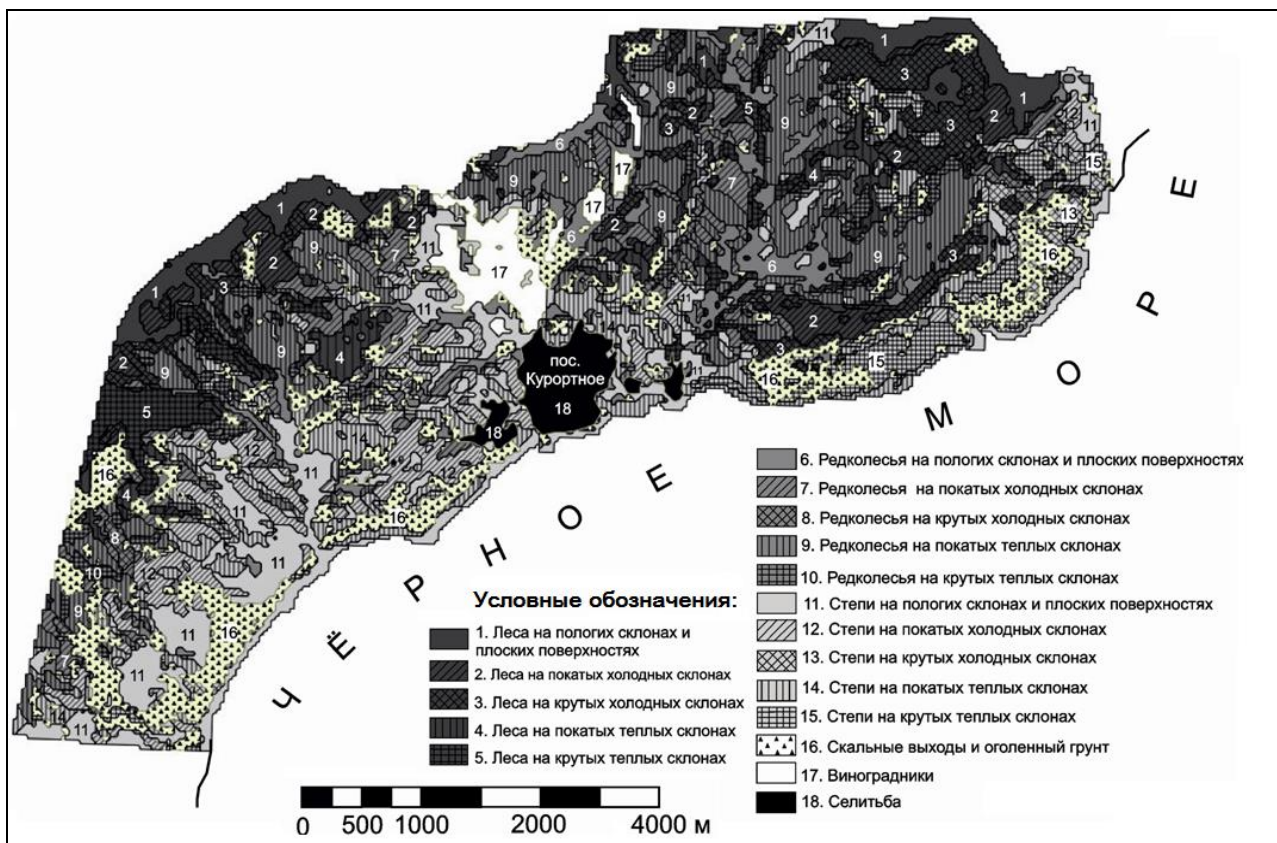 пос.
Курортное
18
ЧЁРНОЕ МОРЕ
Условные обозначения:
1. Леса на пологих склонах и
плоских поверхностях
2. Леса на покатых холодных склонах
3. Леса на крутых холодных склонах
4. Леса на покатых теплых склонах
5. Леса на крутых теплых склонах
6. Редколесья на пологих склонах и плоских поверхностях
7. Редколесья на покатых холодных склонах
8. Редколесья на крутых холодных склонах
9. Редколесья на покатых теплых склонах
10. Редколесья на крутых теплых склонах
11. Степи на пологих склонах и плоских поверхностях
12. Степи на покатых холодных склонах
13. Степи на крутых холодных склонах
14. Степи на покатых теплых склонах
15. Степи на крутых теплых склонах
16. Скальные выходы и оголенный грунт
17. Виноградники
18. Селитьба
0 500 1000 2000 4000 м